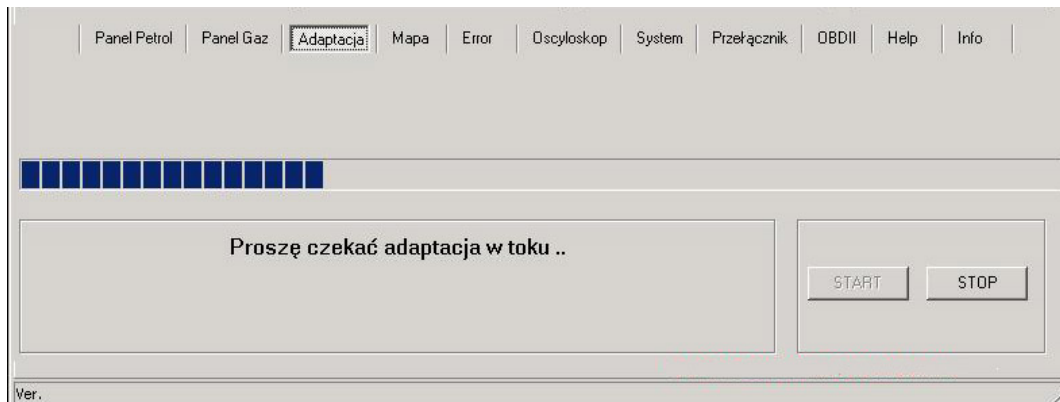 Panel Petrol Panel Gaz Adaptacja Mapa Error Oscyloskop System Przełącznik OBDII Help Info
Proszę czekać adaptacja w toku ..
START STOP
Ver.